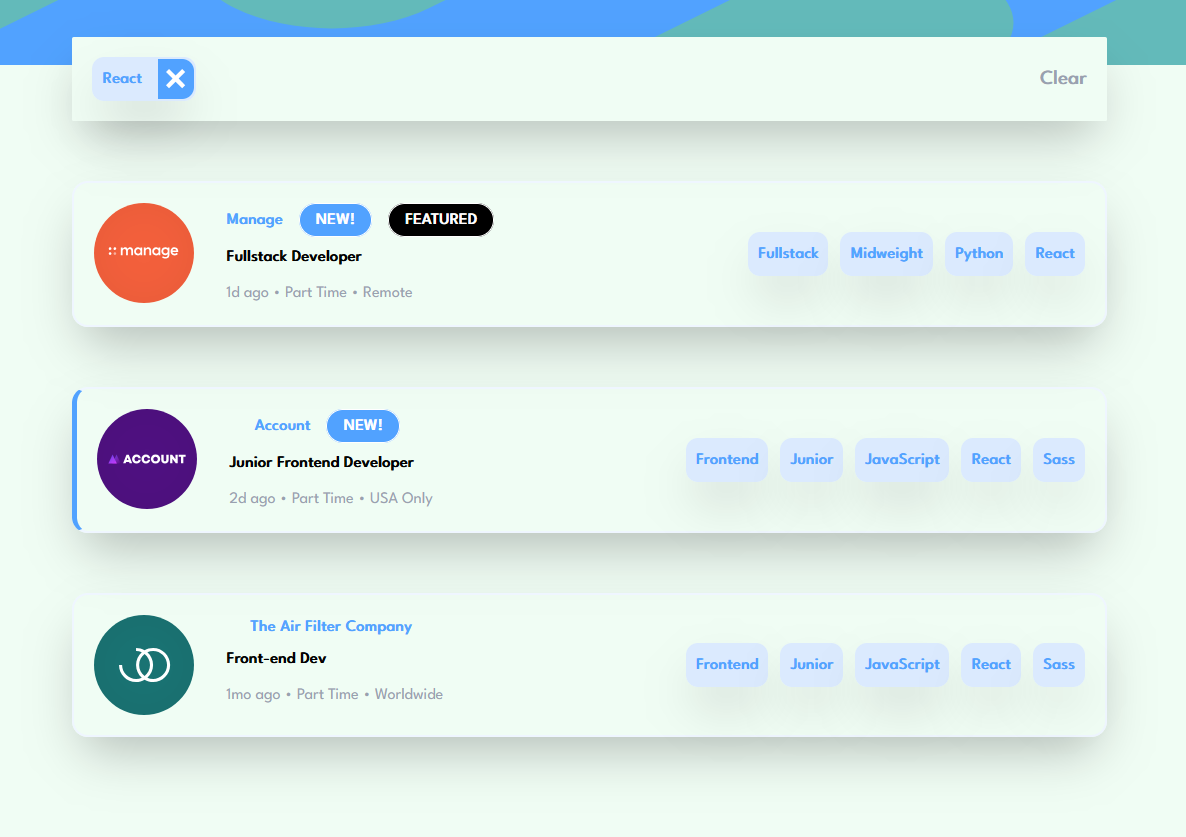 React
Clear
manage
Manage NEW! FEATURED
Fullstack Developer
1d ago • Part Time • Remote
Fullstack Midweight Python React
ACCOUNT
Account NEW!
Junior Frontend Developer
2d ago • Part Time • USA Only
Frontend Junior JavaScript React Sass
The Air Filter Company
Front-end Dev
1mo ago • Part Time • Worldwide
Frontend Junior JavaScript React Sass